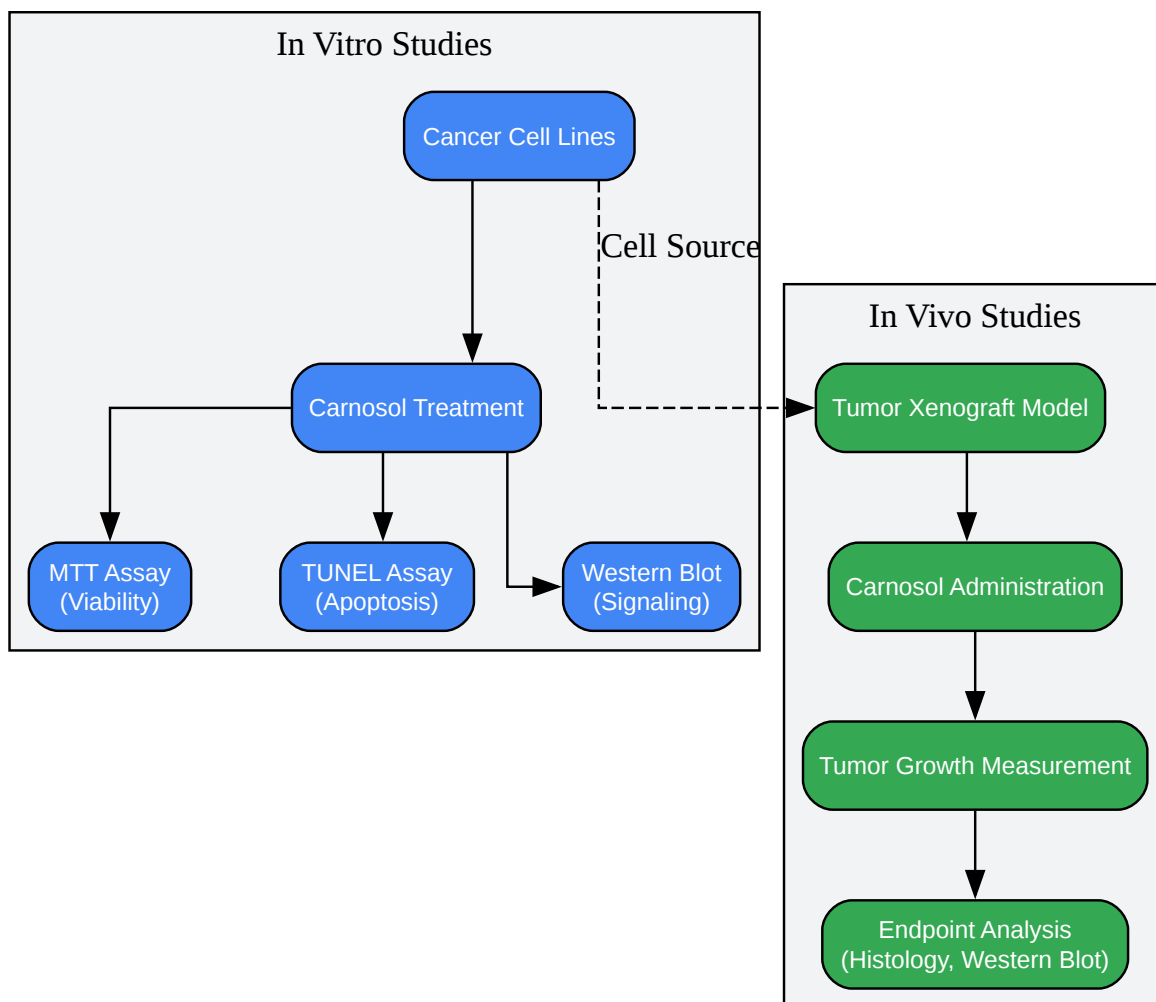 In Vitro Studies
Cancer Cell Lines
Cell Source
Carnosol Treatment
MTT Assay
(Viability)
TUNEL Assay
(Apoptosis)
Western Blot
(Signaling)
In Vivo Studies
Tumor Xenograft Model
Carnosol Administration
Tumor Growth Measurement
Endpoint Analysis
(Histology, Western Blot)